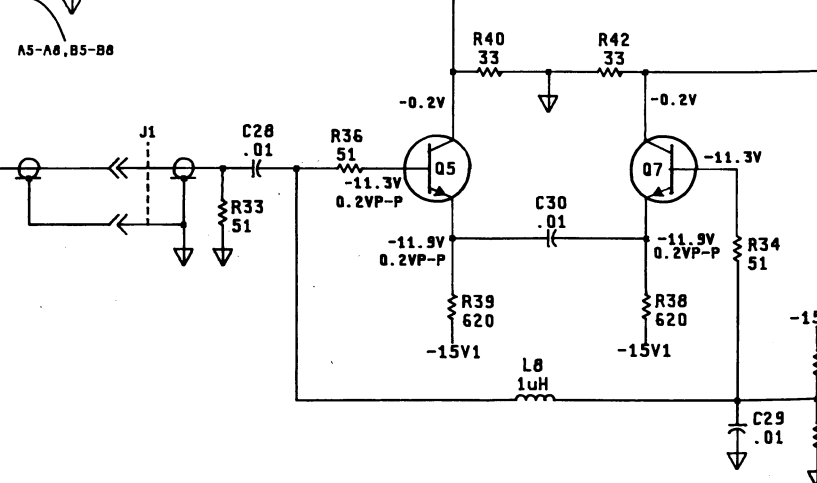 A5-A8,B5-B8
R40
33
R42
33
-0.2V
-0.2V
J1
C28
.01
R36
51
Q5
Q7
-11.3V
-11.3V
0.2VP-P
R33
51
C30
.01
-11.9V
0.2VP-P
-11.9V
0.2VP-P
R34
51
R39
620
R38
620
-15V1
-15V1
L8
1uH
C29
.01